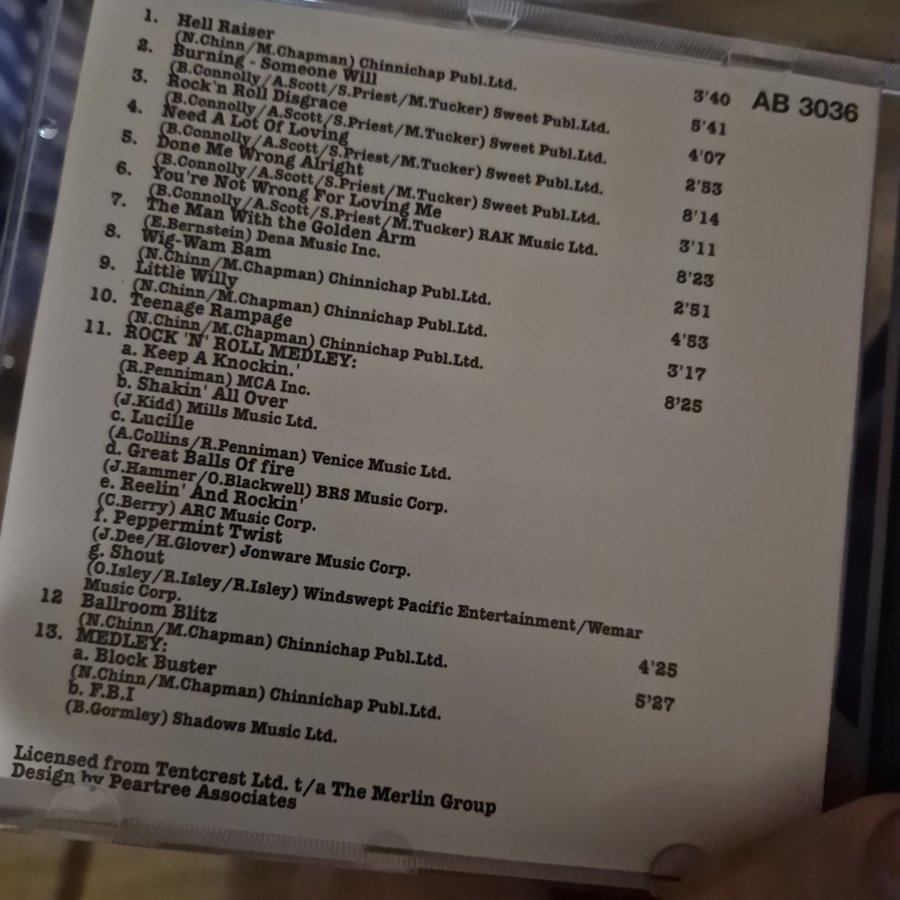 AB 3036
1. Hell Raiser 3'40
(N.Chinn/M.Chapman) Chinnichap Publ.Ltd.
2. Burning - Someone Will 5'41
(B.Connolly/A.Scott/S.Priest/M.Tucker) Sweet Publ.Ltd.
3. Rock'n Roll Disgrace 4'07
(B.Connolly/A.Scott/S.Priest/M.Tucker) Sweet Publ.Ltd.
4. Need A Lot Of Loving 2'53
(B.Connolly/A.Scott/S.Priest/M.Tucker) Sweet Publ.Ltd.
5. Done Me Wrong Alright 8'14
(B.Connolly/A.Scott/S.Priest/M.Tucker) Sweet Publ.Ltd.
6. You're Not Wrong For Loving Me 3'11
(B.Connolly/A.Scott/S.Priest/M.Tucker) RAK Music Ltd.
7. The Man With the Golden Arm 8'23
(E.Bernstein) Dena Music Inc.
8. Wig-Wam Bam 2'51
(N.Chinn/M.Chapman) Chinnichap Publ.Ltd.
9. Little Willy 4'53
(N.Chinn/M.Chapman) Chinnichap Publ.Ltd.
10. Teenage Rampage 3'17
(N.Chinn/M.Chapman) Chinnichap Publ.Ltd.
11. ROCK 'N' ROLL MEDLEY: 8'25
a. Keep A Knockin.'
(R.Penniman) MCA Inc.
b. Shakin' All Over
(J.Kidd) Mills Music Ltd.
c. Lucille
(A.Collins/R.Penniman) Venice Music Ltd.
d. Great Balls Of fire
(J.Hammer/O.Blackwell) BRS Music Corp.
e. Reelin' And Rockin'
(C.Berry) ARC Music Corp.
f. Peppermint Twist
(J.Dee/H.Glover) Jonware Music Corp.
g. Shout
(O.Isley/R.Isley/R.Isley) Windswept Pacific Entertainment/Wemar
Music Corp.
12 Ballroom Blitz 4'25
(N.Chinn/M.Chapman) Chinnichap Publ.Ltd.
13. MEDLEY: 5'27
a. Block Buster
(N.Chinn/M.Chapman) Chinnichap Publ.Ltd.
b. F.B.I
(B.Gormley) Shadows Music Ltd.
Licensed from Tentcrest Ltd. t/a The Merlin Group
Design by Peartree Associates